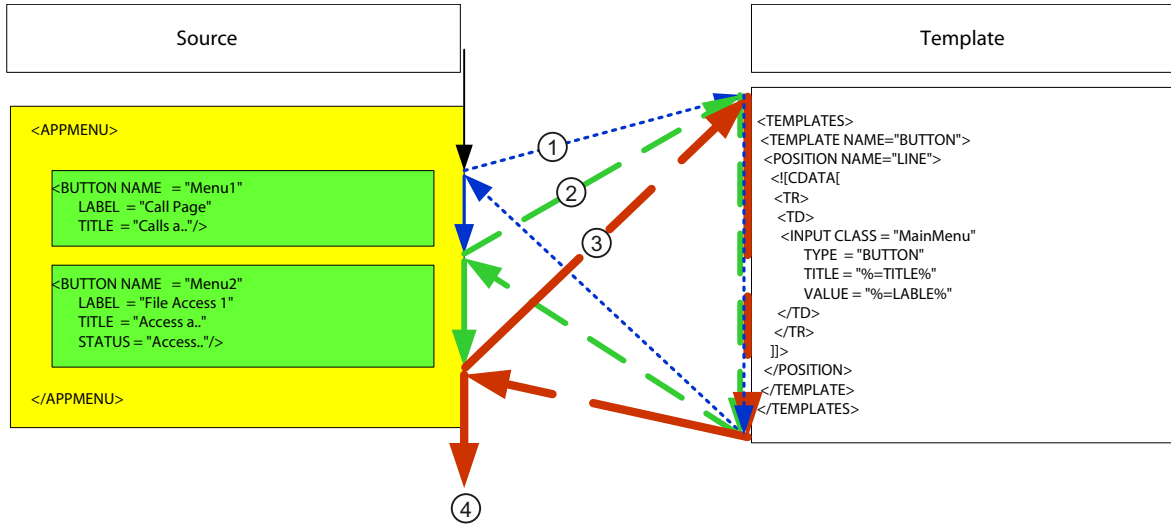 Source
Template
<APPMENU>
<BUTTON NAME = "Menu1"
LABEL = "Call Page"
TITLE = "Calls a.."/>
<BUTTON NAME = "Menu2"
LABEL = "File Access 1"
TITLE = "Access a.."
STATUS = "Access.."/>
</APPMENU>
1
2
3
4
<TEMPLATES>
<TEMPLATE NAME="BUTTON">
<POSITION NAME="LINE">
<![CDATA[
<TR>
<TD>
<INPUT CLASS = "MainMenu"
TYPE = "BUTTON"
TITLE = "%=TITLE%"
VALUE = "%=LABLE%"
</TD>
</TR>
]]>
</POSITION>
</TEMPLATE>
</TEMPLATES>